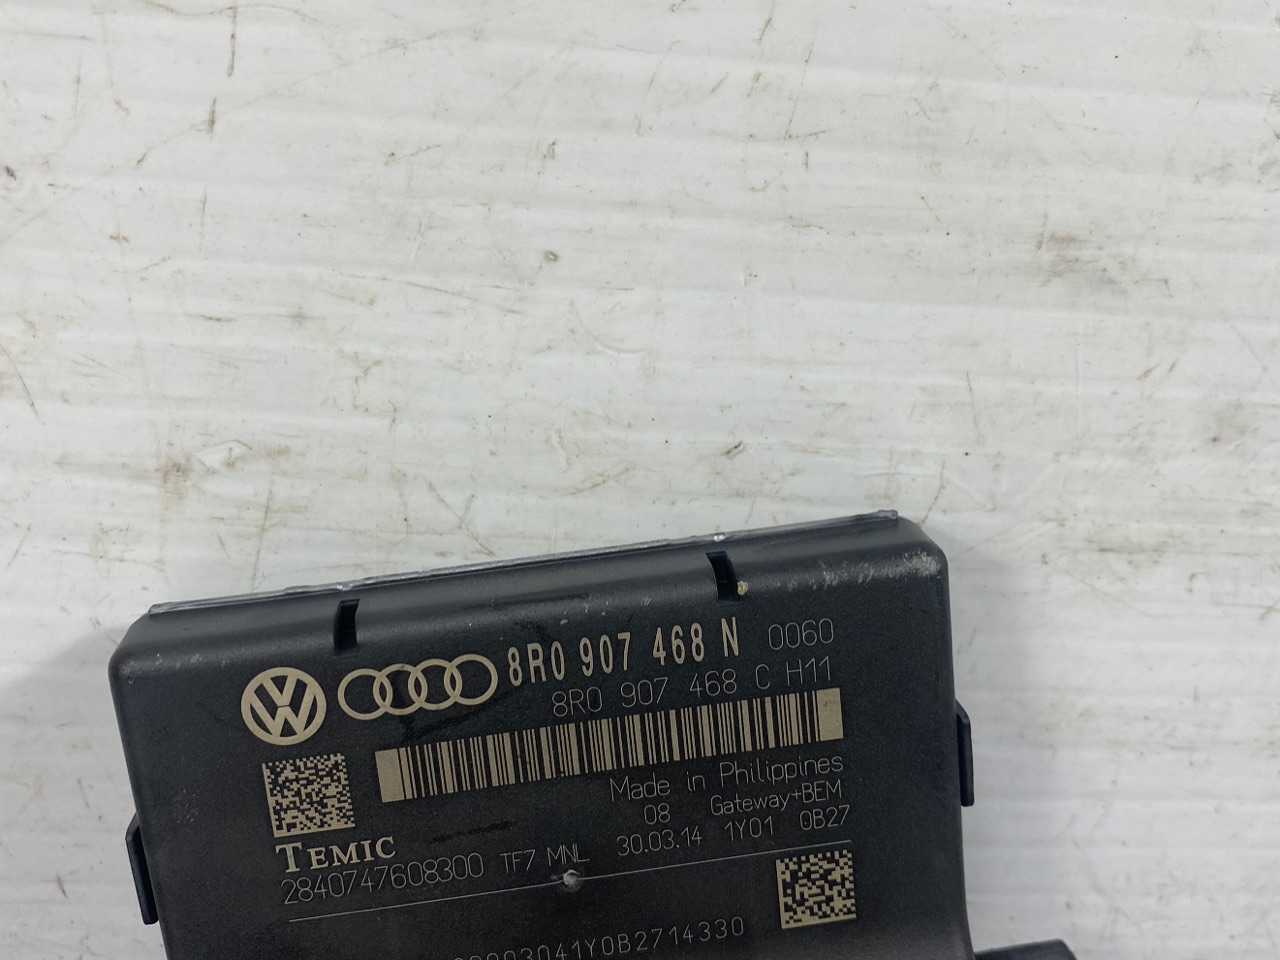 8R0 907 468 N 0060
8R0 907 468 C H11
Made in Philippines
08 Gateway+BEM
TEMIC
30.03.14 1Y01 0B27
2840747608300 TF7 MNL
3041Y0B2714330